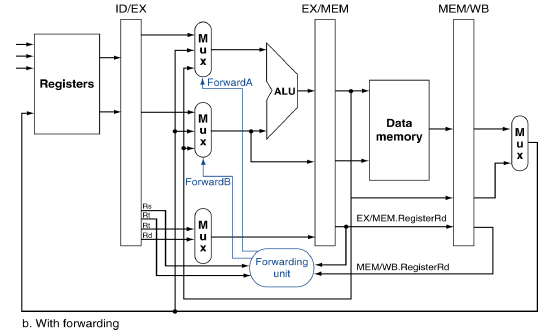 ID/EX
EX/MEM
MEM/WB
Mux
Registers
ForwardA
ALU
Mux
Data
memory
Mux
ForwardB
Rs
Rt
Rt
Rd
Mux
EX/MEM.RegisterRd
Forwarding
unit
MEM/WB.RegisterRd
b. With forwarding